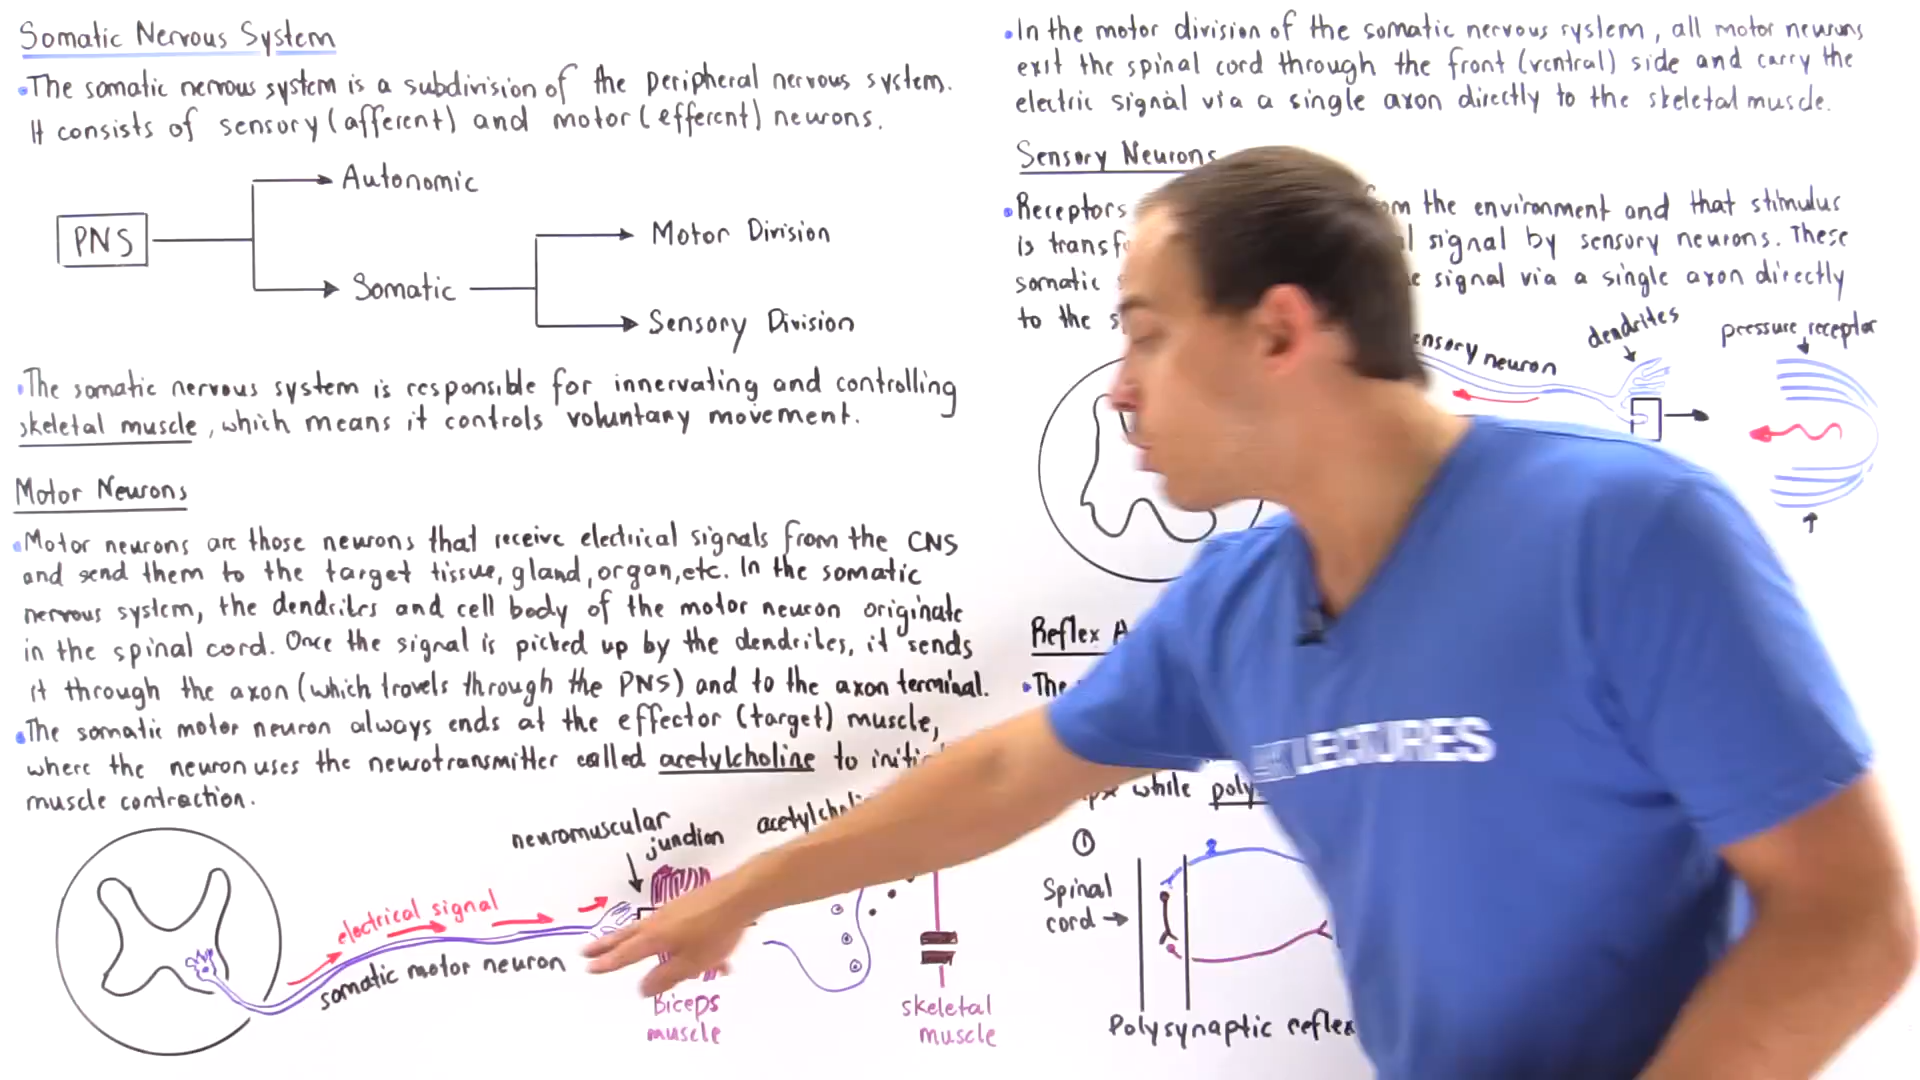 Somatic Nervous System
•The somatic nervous system is a subdivision of the peripheral nervous system.
It consists of sensory (afferent) and motor (efferent) neurons.
PNS
Autonomic
Somatic
Motor Division
Sensory Division
•The somatic nervous system is responsible for innervating and controlling
skeletal muscle, which means it controls voluntary movement.
Motor Neurons
•Motor neurons are those neurons that receive electrical signals from the CNS
and send them to the target tissue, gland, organ, etc. In the somatic
nervous system, the dendrites and cell body of the motor neuron originate
in the spinal cord. Once the signal is picked up by the dendrites, it sends
it through the axon (which travels through the PNS) and to the axon terminal.
•The somatic motor neuron always ends at the effector (target) muscle,
where the neuron uses the neurotransmitter called acetylcholine to
muscle contraction.
neuromuscular
junction
electrical signal
somatic motor neuron
Biceps
muscle
skeletal
muscle
•In the motor division of the somatic nervous system, all motor neurons
exit the spinal cord through the front (ventral) side and carry the
electric signal via a single axon directly to the skeletal muscle.
Sensory Neurons
•Receptors the environment and that stimulus
is signal by sensory neurons. These
somatic signal via a single axon directly
to the
neuron
dendrites
pressure receptor
Reflex
•The
while
①
Spinal
cord
Polysynaptic
LECTURES